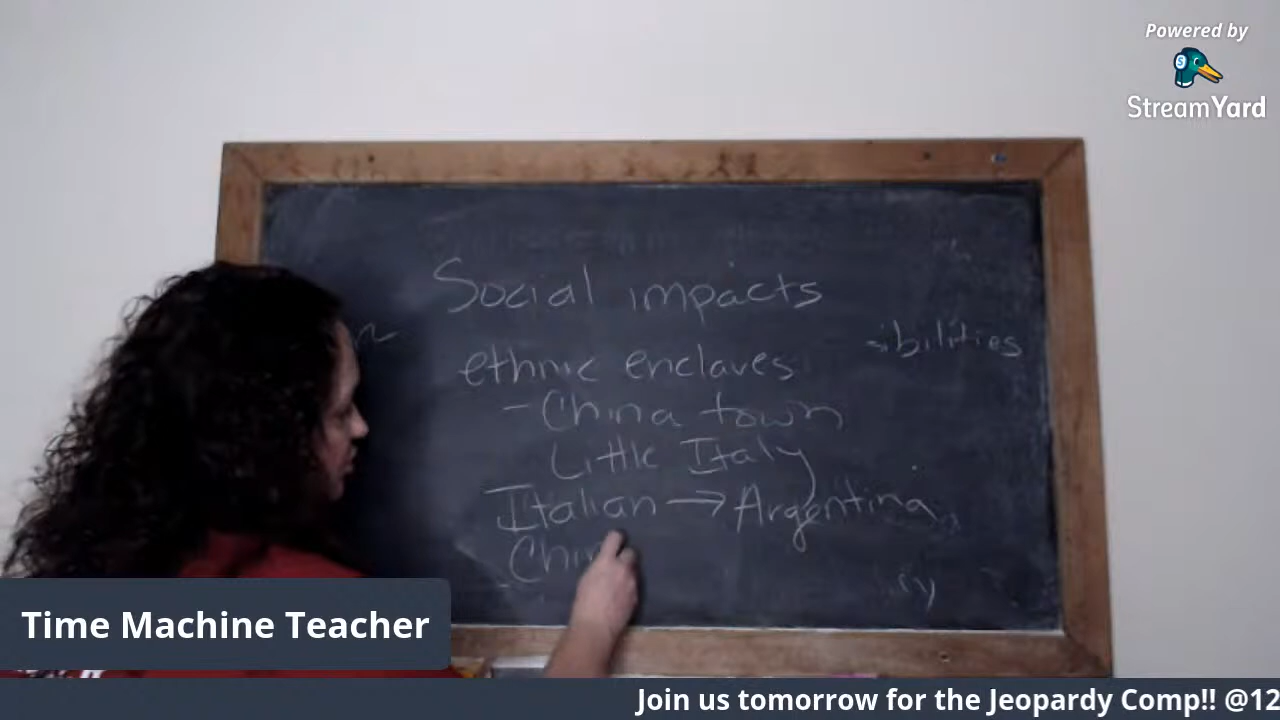 Powered by
StreamYard
Social impacts
ethnic enclaves
- China town
Little Italy
Italian → Argentina
Chin
Time Machine Teacher
Join us tomorrow for the Jeopardy Comp!! @12